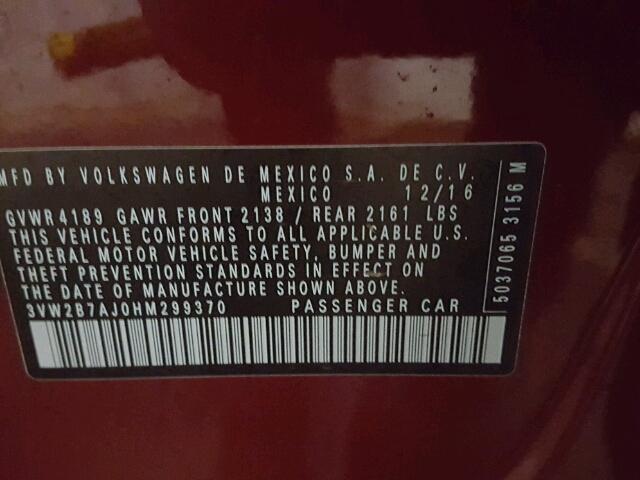 MFD BY VOLKSWAGEN DE MEXICO S.A. DE C.V.
MEXICO 12/16
GVWR 4189 GAWR FRONT 2138 / REAR 2161 LBS
THIS VEHICLE CONFORMS TO ALL APPLICABLE U.S.
FEDERAL MOTOR VEHICLE SAFETY, BUMPER AND
THEFT PREVENTION STANDARDS IN EFFECT ON
THE DATE OF MANUFACTURE SHOWN ABOVE.
3VW2B7AJ0HM299370 PASSENGER CAR
5037065 3156 M